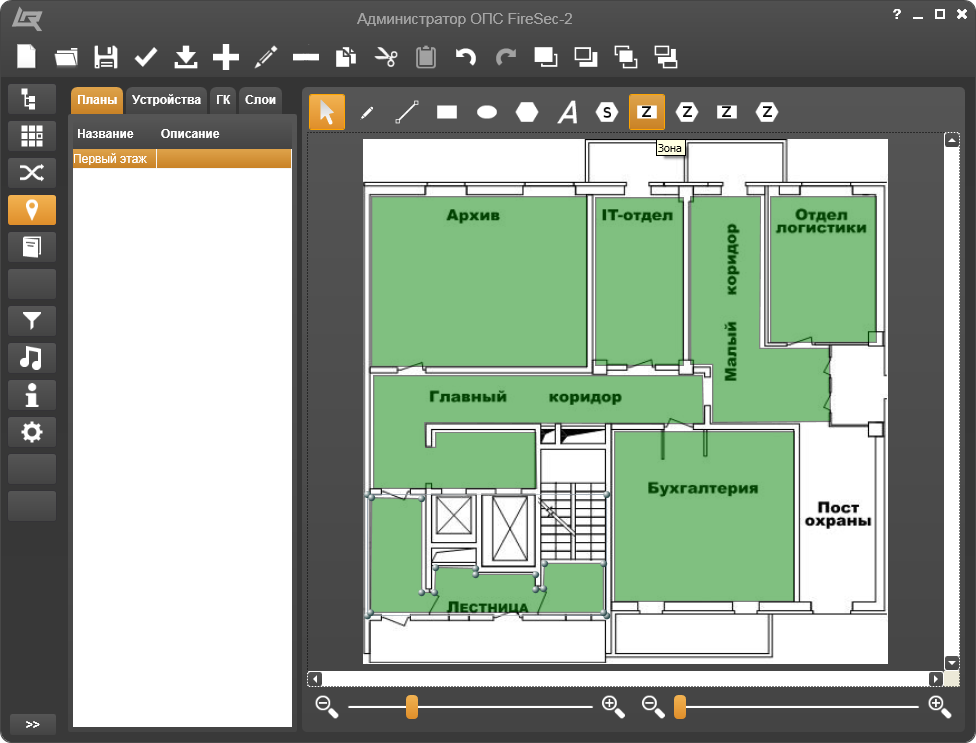 Администратор ОПС FireSec-2
?
Планы Устройства ГК Слои
Название Описание
Первый этаж
A S Z Z Z Z
Зона
Архив
IT-отдел
Малый коридор
Отдел
логистики
Главный коридор
Бухгалтерия
Пост
охраны
Лестница
>>